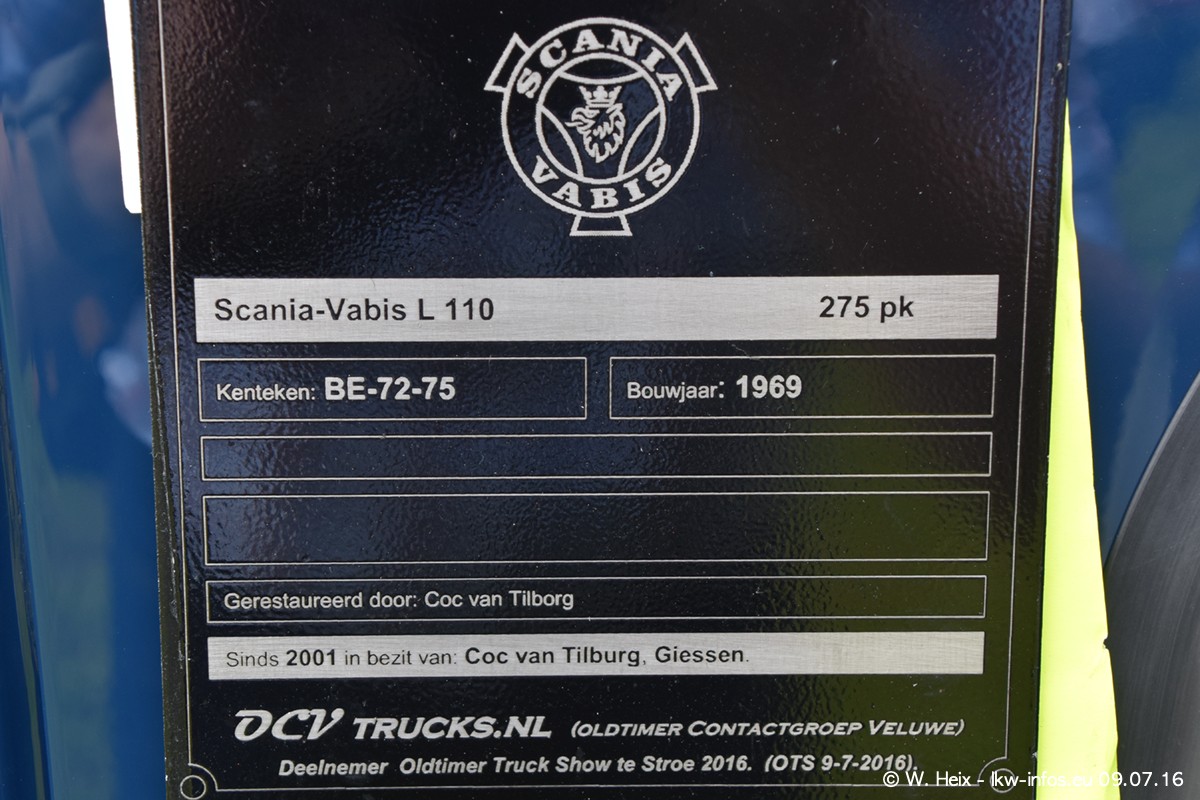 SCANIA
VABIS
Scania-Vabis L 110 275 pk
Kenteken: BE-72-75 Bouwjaar: 1969
Gerestaureerd door: Coc van Tilborg
Sinds 2001 in bezit van: Coc van Tilburg, Giessen.
OCV TRUCKS.NL (OLDTIMER CONTACTGROEP VELUWE)
Deelnemer Oldtimer Truck Show te Stroe 2016. (OTS 9-7-2016).
© W. Heix - lkw-infos.eu 09.07.16